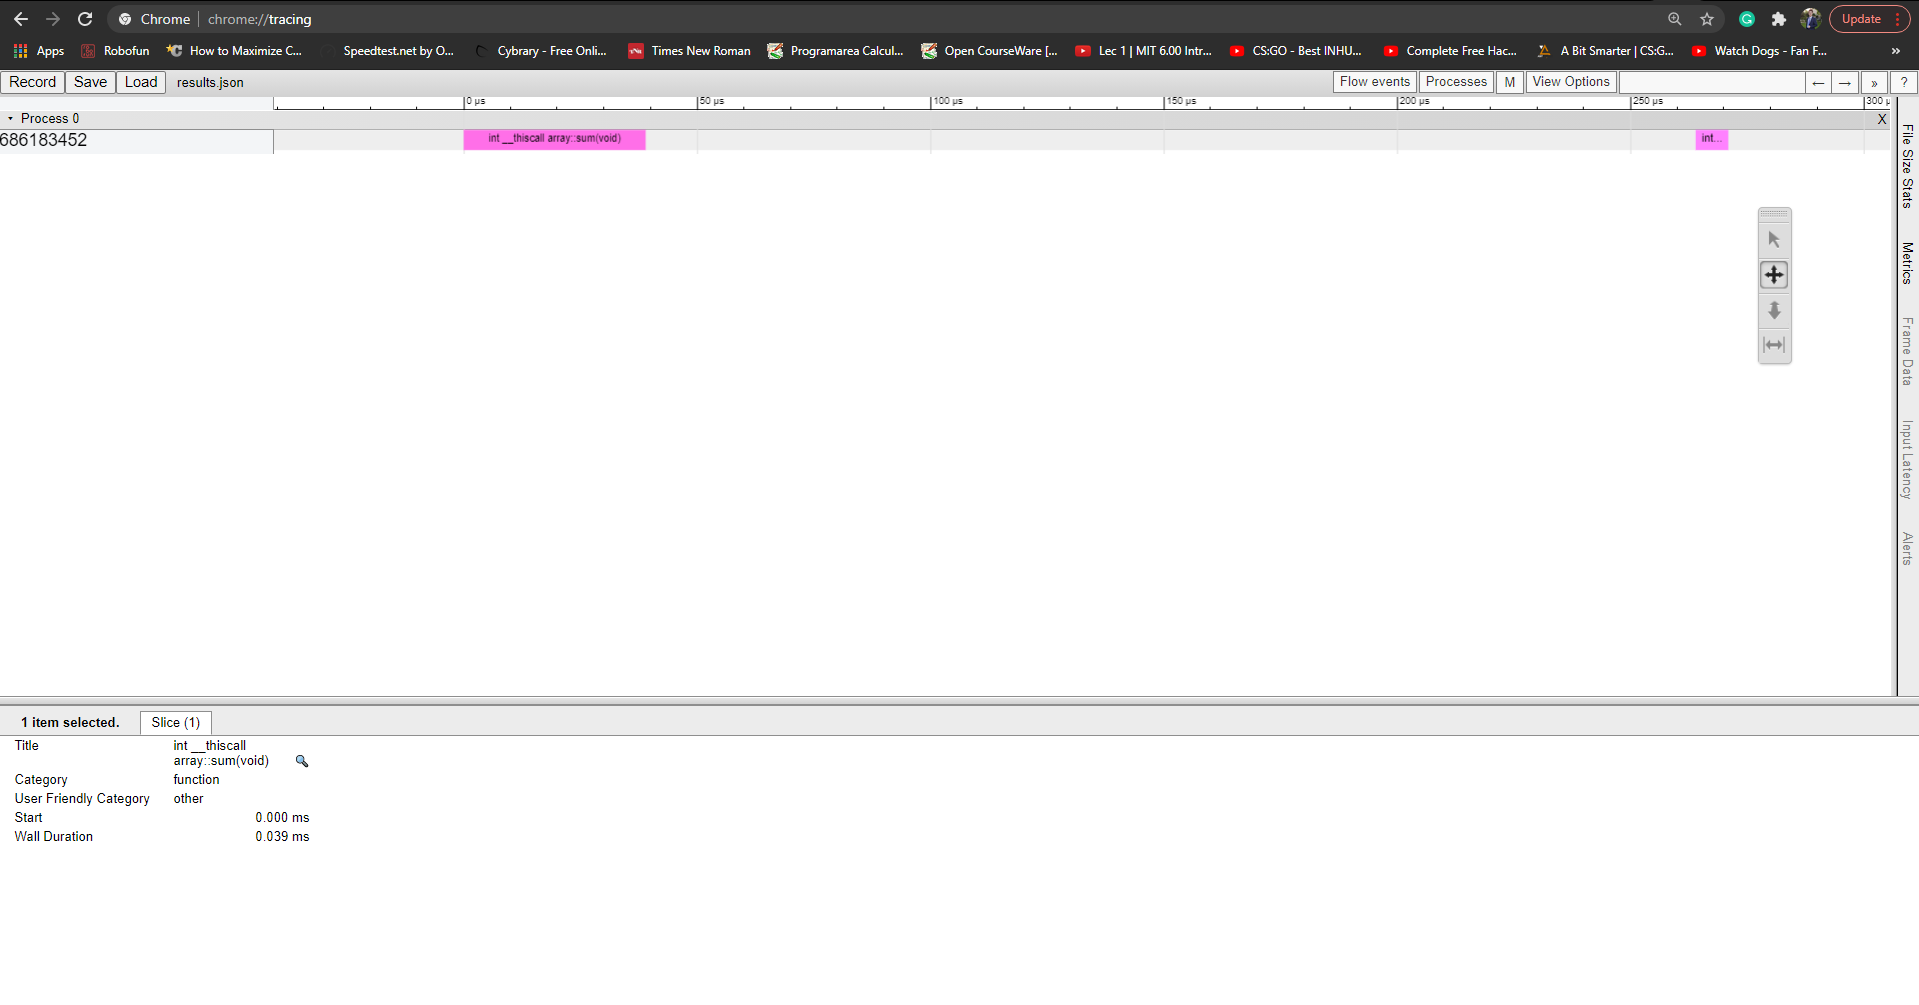 Chrome chrome://tracing Update
Apps Robofun How to Maximize C... Speedtest.net by O... Cybrary - Free Onli... Times New Roman Programarea Calcul... Open CourseWare [... Lec 1 | MIT 6.00 Intr... CS:GO - Best INHU... Complete Free Hac... A Bit Smarter | CS:G... Watch Dogs - Fan F... »
Record Save Load results.json Flow events Processes M View Options ← → » ?
0 µs 50 µs 100 µs 150 µs 200 µs 250 µs 300 µ
Process 0 X
686183452 int __thiscall array::sum(void) int...
File Size Stats
Metrics
Frame Data
Input Latency
Alerts
1 item selected. Slice (1)
Title int __thiscall
array::sum(void)
Category function
User Friendly Category other
Start 0.000 ms
Wall Duration 0.039 ms